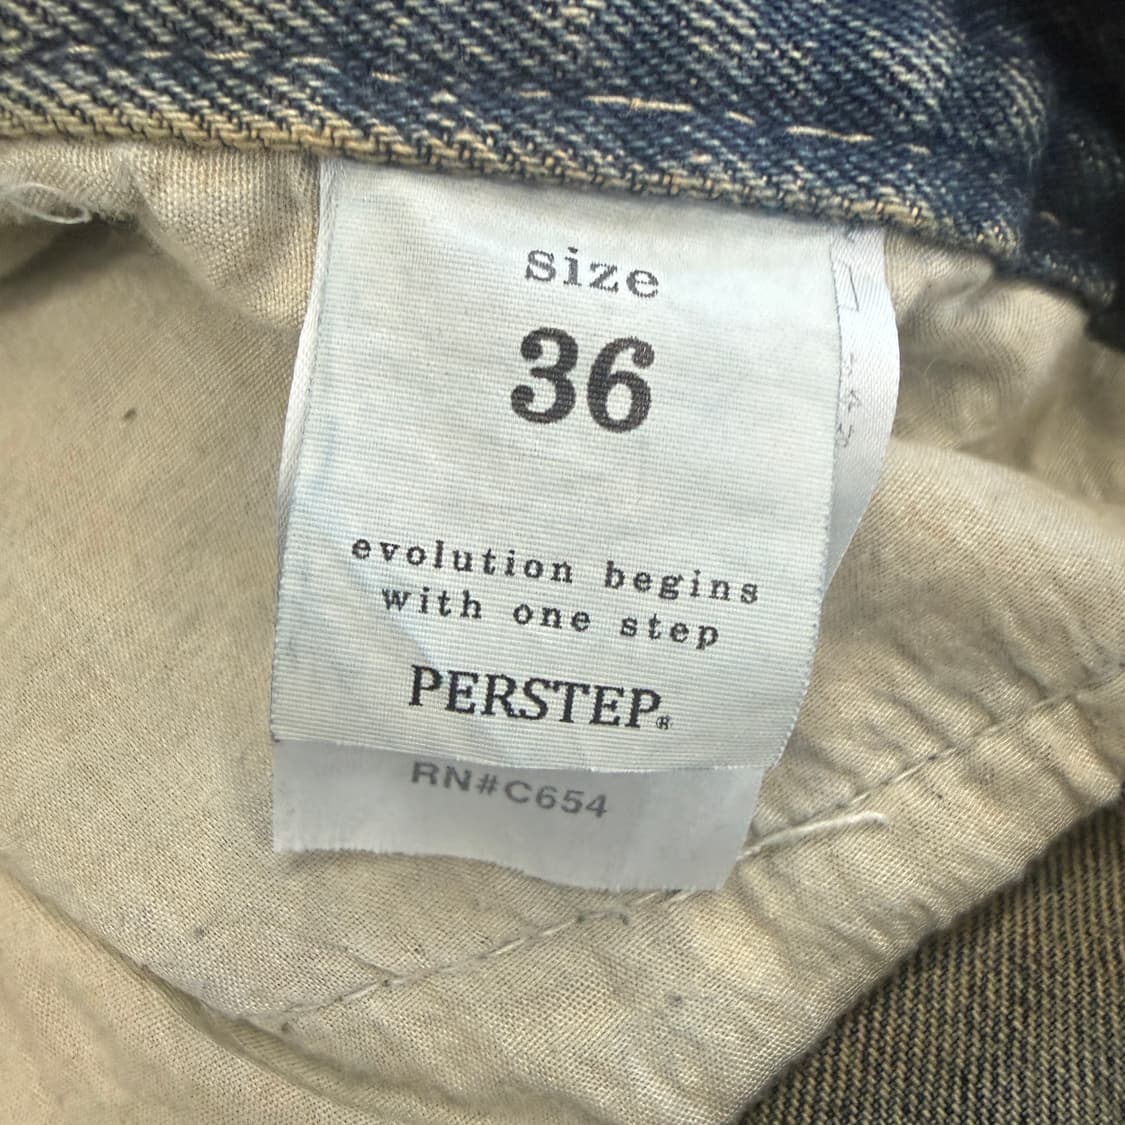 size
36
evolution begins
with one step
PERSTEP®
RN#C654